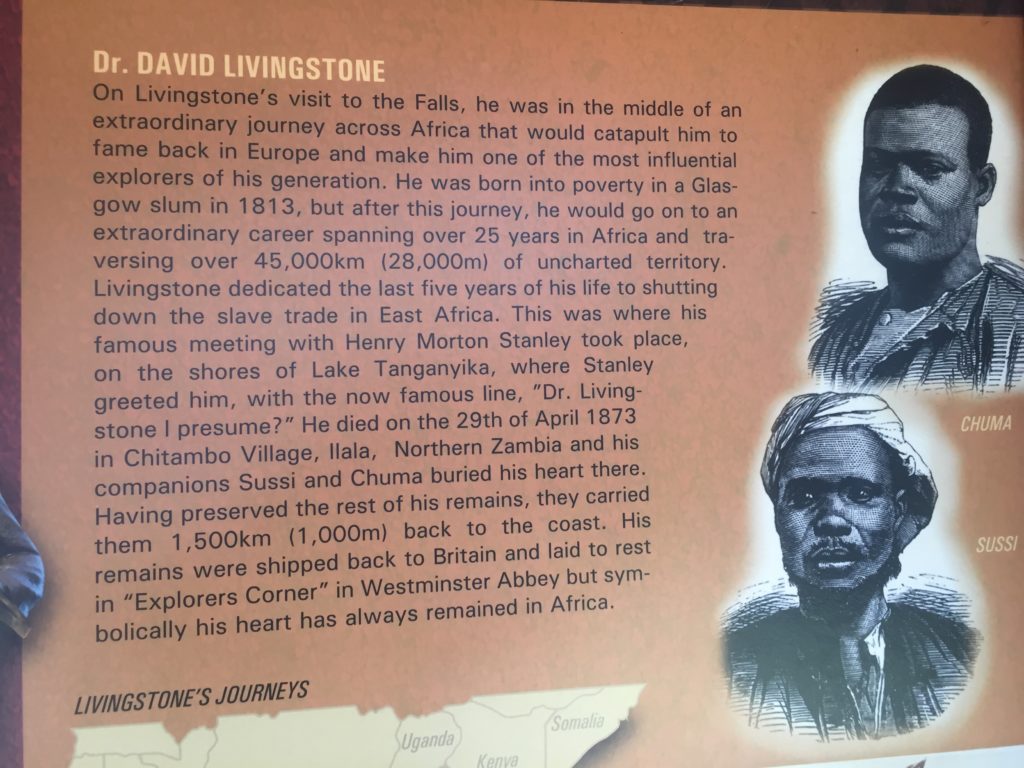 Dr. DAVID LIVINGSTONE
On Livingstone's visit to the Falls, he was in the middle of an
extraordinary journey across Africa that would catapult him to
fame back in Europe and make him one of the most influential
explorers of his generation. He was born into poverty in a Glas-
gow slum in 1813, but after this journey, he would go on to an
extraordinary career spanning over 25 years in Africa and tra-
versing over 45,000km (28,000m) of uncharted territory.
Livingstone dedicated the last five years of his life to shutting
down the slave trade in East Africa. This was where his
famous meeting with Henry Morton Stanley took place,
on the shores of Lake Tanganyika, where Stanley
greeted him, with the now famous line, "Dr. Living-
stone I presume?" He died on the 29th of April 1873
in Chitambo Village, Ilala, Northern Zambia and his
companions Sussi and Chuma buried his heart there.
Having preserved the rest of his remains, they carried
them 1,500km (1,000m) back to the coast. His
remains were shipped back to Britain and laid to rest
in "Explorers Corner" in Westminster Abbey but sym-
bolically his heart has always remained in Africa.
CHUMA
SUSSI
LIVINGSTONE'S JOURNEYS
Uganda
Kenya
Somalia